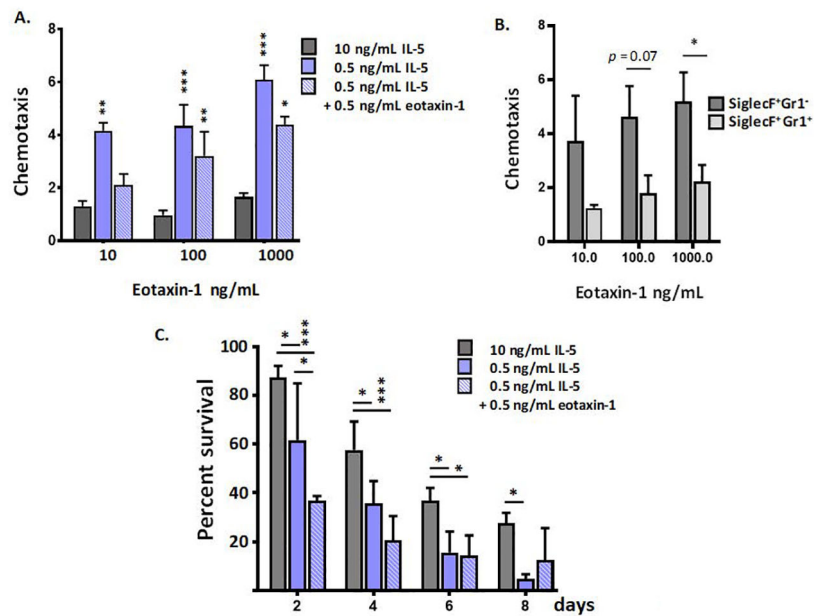 A.
8
6
4
2
0
Chemotaxis
**
***
**
***
*
10
100
1000
Eotaxin-1 ng/mL
10 ng/mL IL-5
0.5 ng/mL IL-5
0.5 ng/mL IL-5
+ 0.5 ng/mL eotaxin-1
B.
8
6
4
2
0
Chemotaxis
p = 0.07
*
10.0
100.0
1000.0
Eotaxin-1 ng/mL
SiglecF⁺Gr1⁻
SiglecF⁺Gr1⁺
C.
100
80
60
40
20
Percent survival
*
***
*
*
***
*
*
*
2
4
6
8
days
10 ng/mL IL-5
0.5 ng/mL IL-5
0.5 ng/mL IL-5
+ 0.5 ng/mL eotaxin-1